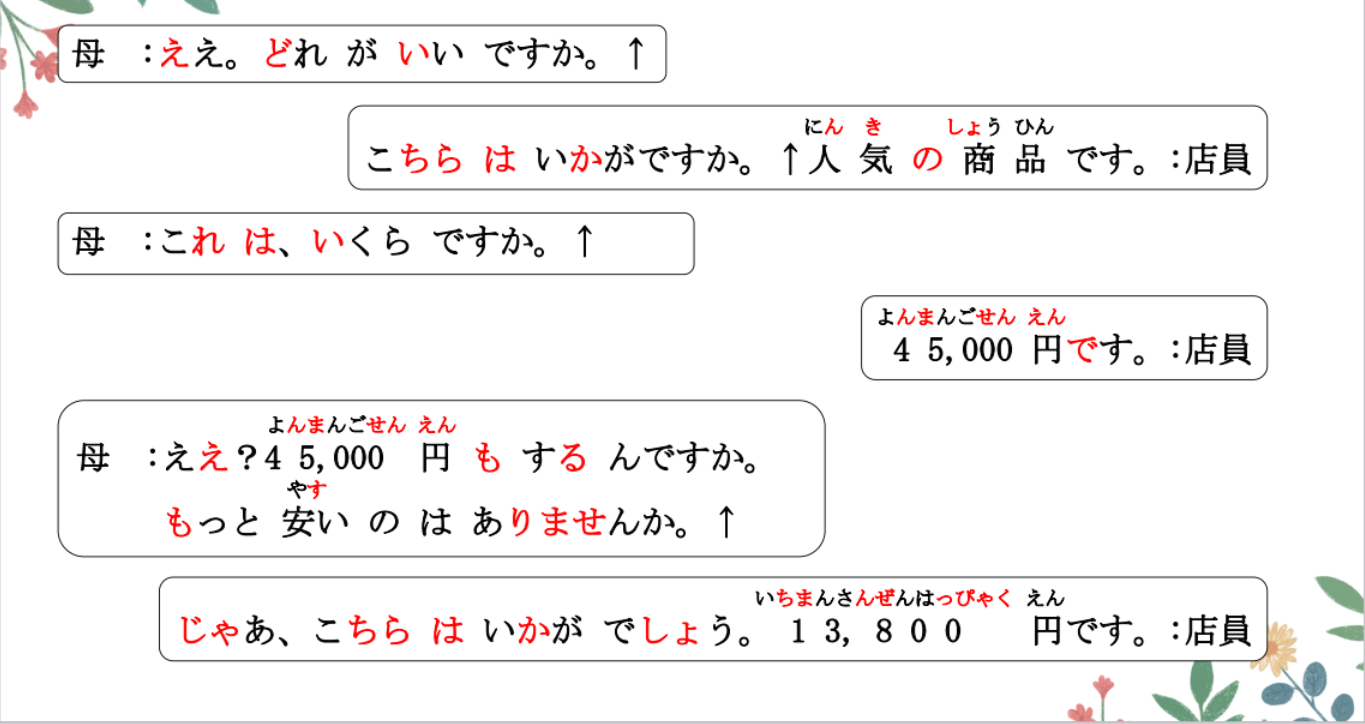 母　：ええ。どれ が いい ですか。↑
にん き　しょう ひん
こちら は いかがですか。↑人 気 の 商 品 です。：店員
母　：これ は、いくら ですか。↑
よんまんごせん えん
４ ５,000 円です。：店員
よんまんごせん えん
母　：ええ？４ ５,000 円 も する んですか。
やす
もっと 安い の は ありませんか。↑
いちまんさんぜんはっぴゃく えん
じゃあ、こちら は いかが でしょう。１３,８００ 円です。：店員